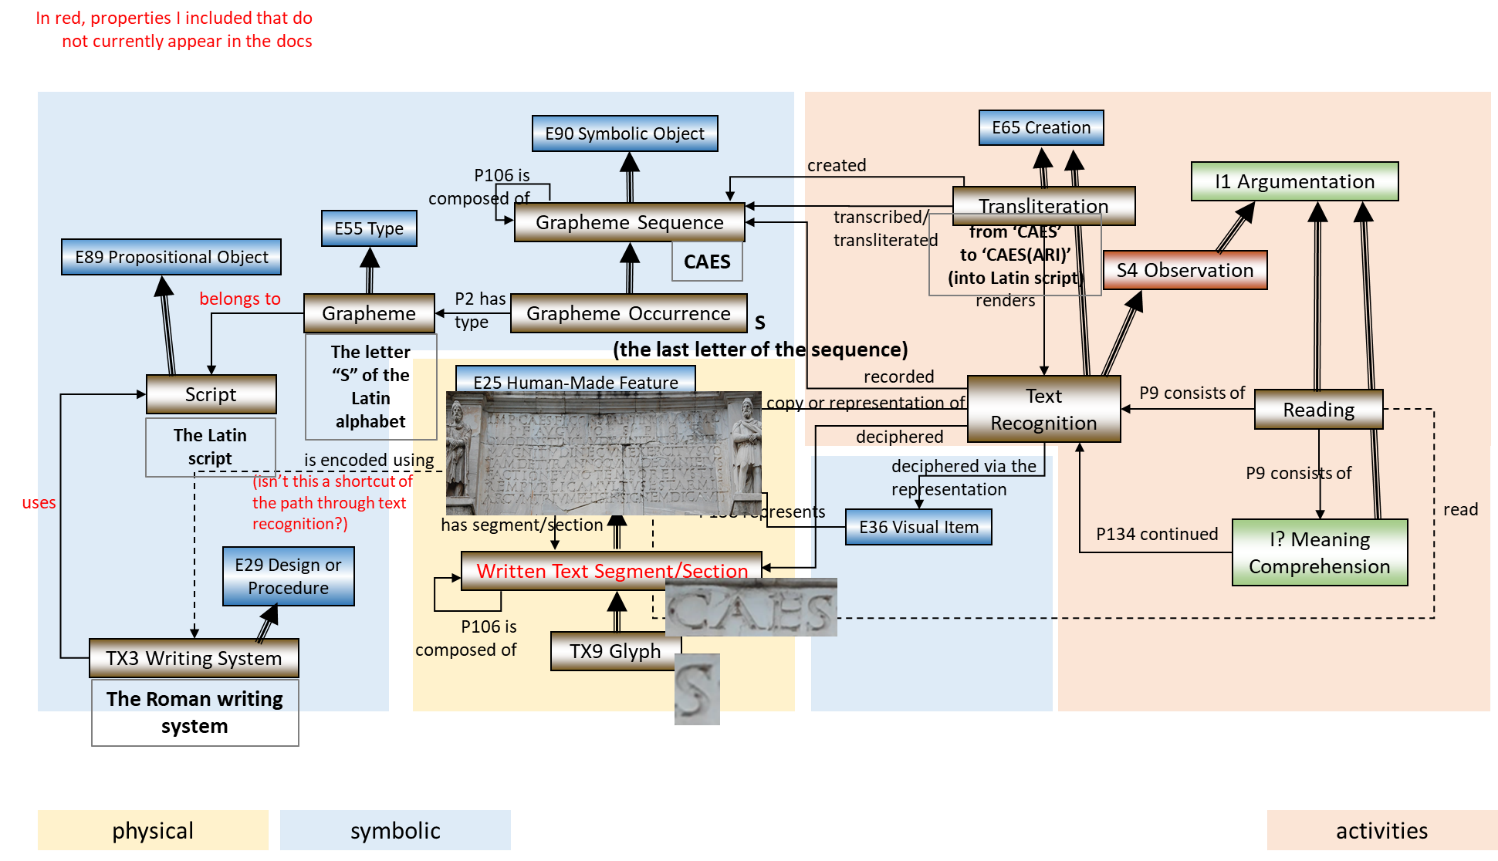 In red, properties I included that do
not currently appear in the docs
E90 Symbolic Object
E65 Creation
P106 is
composed of
created
I1 Argumentation
E55 Type
Grapheme Sequence
Transliteration
transcribed/
transliterated
from ‘CAES’
to ‘CAES(ARI)’
(into Latin script)
renders
E89 Propositional Object
CAES
S4 Observation
belongs to
Grapheme
P2 has
type
Grapheme Occurrence
S
(the last letter of the sequence)
The letter
“S” of the
Latin
alphabet
E25 Human-Made Feature
recorded
Script
copy or representation of
Text
Recognition
P9 consists of
Reading
The Latin
script
deciphered
is encoded using
(isn’t this a shortcut of
the path through text
recognition?)
deciphered via the
representation
P9 consists of
uses
has segment/section
represents
E36 Visual Item
read
P134 continued
I? Meaning
Comprehension
E29 Design or
Procedure
Written Text Segment/Section
CAES
P106 is
composed of
TX9 Glyph
S
TX3 Writing System
The Roman writing
system
physical
symbolic
activities